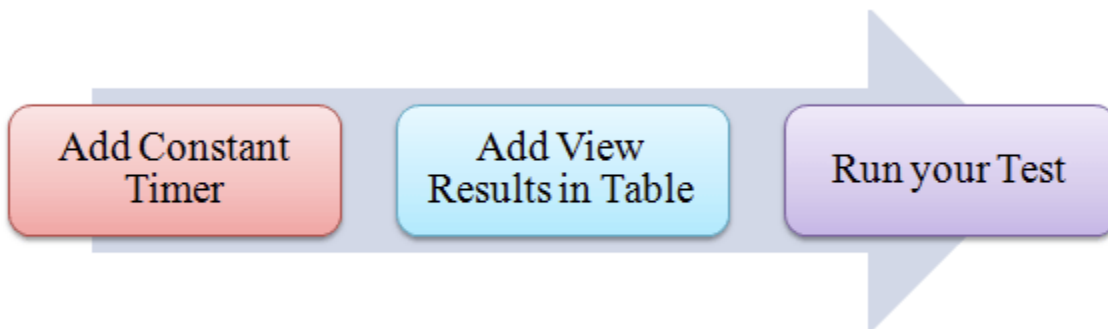 Add Constant
Timer
Add View
Results in Table
Run your Test